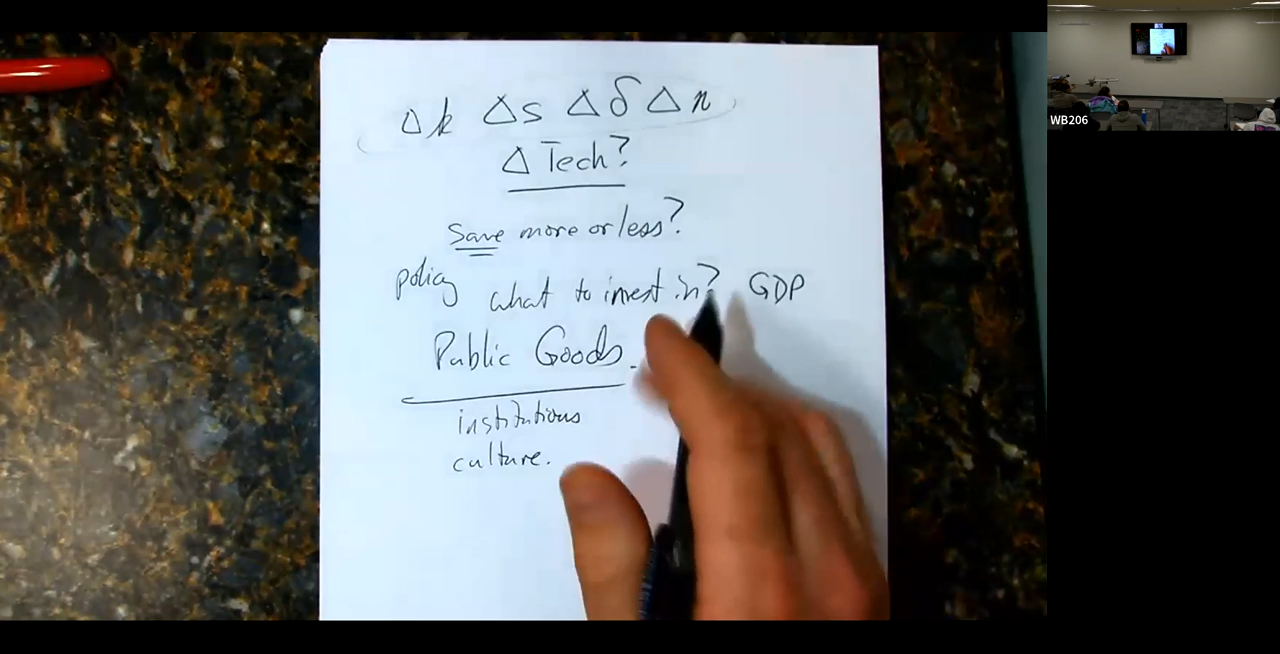 Δk Δs Δδ Δn
Δ Tech?
Save more or less?
policy what to invest in? GDP
Public Goods.
institutions
culture.
WB206